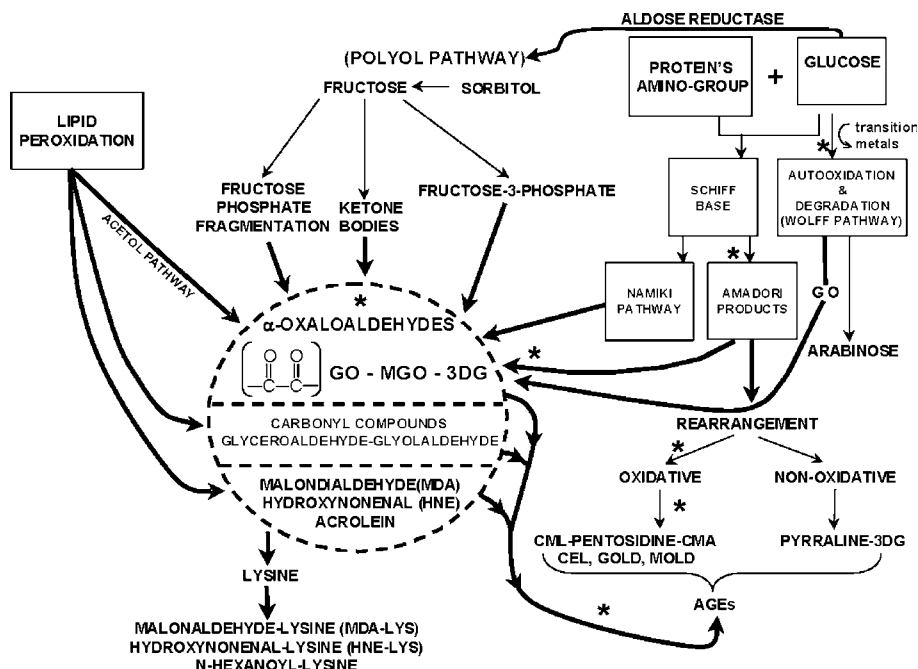 ALDOSE REDUCTASE
(POLYOL PATHWAY)
FRUCTOSE
SORBITOL
PROTEIN'S
AMINO-GROUP
+
GLUCOSE
LIPID
PEROXIDATION
*
transition
metals
FRUCTOSE
PHOSPHATE
FRAGMENTATION
KETONE
BODIES
FRUCTOSE-3-PHOSPHATE
SCHIFF
BASE
AUTOOXIDATION
&
DEGRADATION
(WOLFF PATHWAY)
ACETOL PATHWAY
*
NAMIKI
PATHWAY
AMADORI
PRODUCTS
GO
ARABINOSE
*
α-OXALOALDEHYDES
O O
C C
GO - MGO - 3DG
*
CARBONYL COMPOUNDS
GLYCEROALDEHYDE-GLYOLALDEHYDE
MALONDIALDEHYDE(MDA)
HYDROXYNONENAL (HNE)
ACROLEIN
REARRANGEMENT
*
OXIDATIVE
NON-OXIDATIVE
*
CML-PENTOSIDINE-CMA
CEL, GOLD, MOLD
PYRRALINE-3DG
AGEs
*
LYSINE
MALONALDEHYDE-LYSINE (MDA-LYS)
HYDROXYNONENAL-LYSINE (HNE-LYS)
N-HEXANOYL-LYSINE